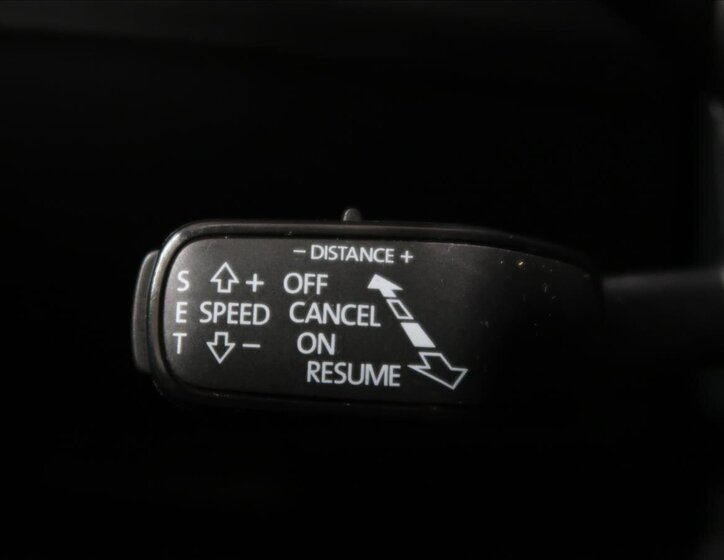 − DISTANCE +
S + OFF
E SPEED CANCEL
T − ON
RESUME